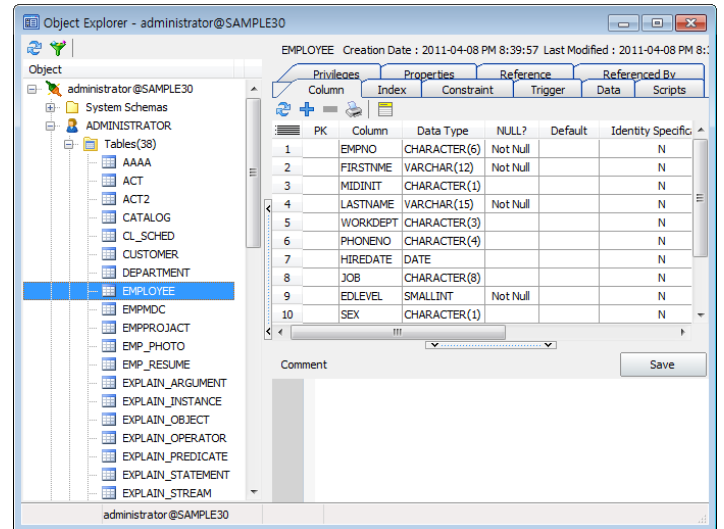 Object Explorer - administrator@SAMPLE30
EMPLOYEE Creation Date : 2011-04-08 PM 8:39:57 Last Modified : 2011-04-08 PM 8:
Object
administrator@SAMPLE30
System Schemas
ADMINISTRATOR
Tables(38)
AAAA
ACT
ACT2
CATALOG
CL_SCHED
CUSTOMER
DEPARTMENT
EMPLOYEE
EMPMDC
EMPPROJACT
EMP_PHOTO
EMP_RESUME
EXPLAIN_ARGUMENT
EXPLAIN_INSTANCE
EXPLAIN_OBJECT
EXPLAIN_OPERATOR
EXPLAIN_PREDICATE
EXPLAIN_STATEMENT
EXPLAIN_STREAM
Privileges Properties Reference Referenced By
Column Index Constraint Trigger Data Scripts
PK Column Data Type NULL? Default Identity Specific
1 EMPNO CHARACTER(6) Not Null N
2 FIRSTNME VARCHAR(12) Not Null N
3 MIDINIT CHARACTER(1) N
4 LASTNAME VARCHAR(15) Not Null N
5 WORKDEPT CHARACTER(3) N
6 PHONENO CHARACTER(4) N
7 HIREDATE DATE N
8 JOB CHARACTER(8) N
9 EDLEVEL SMALLINT Not Null N
10 SEX CHARACTER(1) N
Comment Save
administrator@SAMPLE30